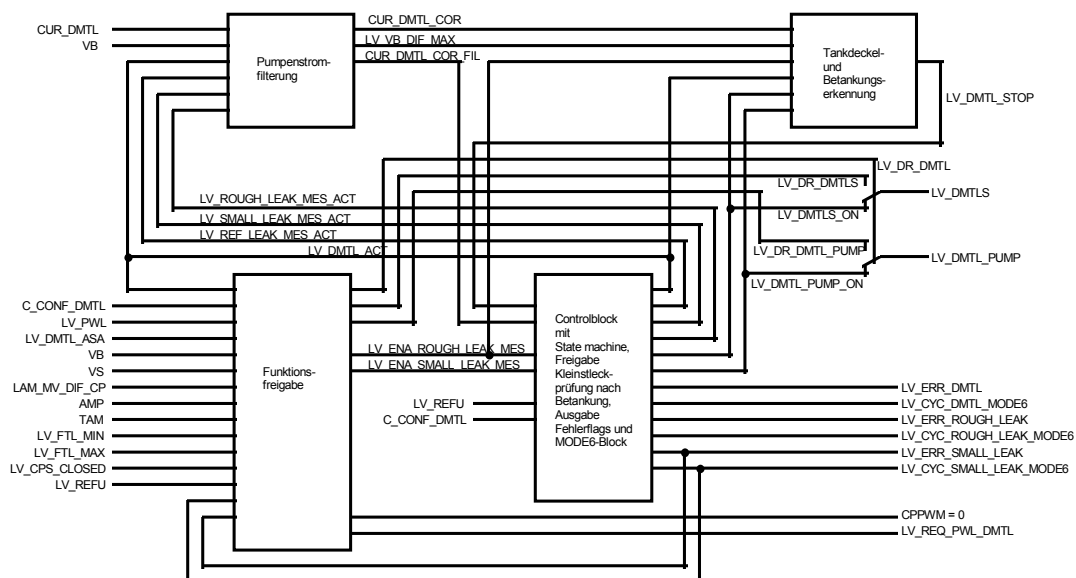 CUR_DMTL
VB
Pumpenstrom-
filterung
CUR_DMTL_COR
LV_VB_DIF_MAX
CUR_DMTL_COR_FIL
Tankdeckel-
und
Betankungs-
erkennung
LV_DMTL_STOP
LV_DR_DMTL
LV_DR_DMTLS
LV_DMTLS
LV_DMTLS_ON
LV_DR_DMTL_PUMP
LV_DMTL_PUMP
LV_DMTL_PUMP_ON
LV_ROUGH_LEAK_MES_ACT
LV_SMALL_LEAK_MES_ACT
LV_REF_LEAK_MES_ACT
LV_DMTL_ACT
C_CONF_DMTL
LV_PWL
LV_DMTL_ASA
VB
VS
LAM_MV_DIF_CP
AMP
TAM
LV_FTL_MIN
LV_FTL_MAX
LV_CPS_CLOSED
LV_REFU
Funktions-
freigabe
LV_ENA_ROUGH_LEAK_MES
LV_ENA_SMALL_LEAK_MES
LV_REFU
C_CONF_DMTL
Controlblock
mit
State machine,
Freigabe
Kleinstleck-
prüfung nach
Betankung,
Ausgabe
Fehlerflags und
MODE6-Block
LV_ERR_DMTL
LV_CYC_DMTL_MODE6
LV_ERR_ROUGH_LEAK
LV_CYC_ROUGH_LEAK_MODE6
LV_ERR_SMALL_LEAK
LV_CYC_SMALL_LEAK_MODE6
CPPWM = 0
LV_REQ_PWL_DMTL